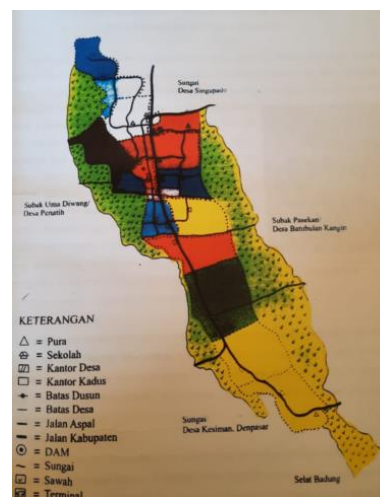 Sungai
Desa Singapadu
Subak Uma Diwang/
Desa Penatih
Subak Pasekan/
Desa Batubulan Kangin
KETERANGAN
△ = Pura
= Sekolah
= Kantor Desa
□ = Kantor Kadus
= Batas Dusun
— = Batas Desa
= Jalan Aspal
= Jalan Kabupaten
= DAM
~ = Sungai
= Sawah
= Terminal
Sungai
Desa Kesiman, Denpasar
Selat Badung